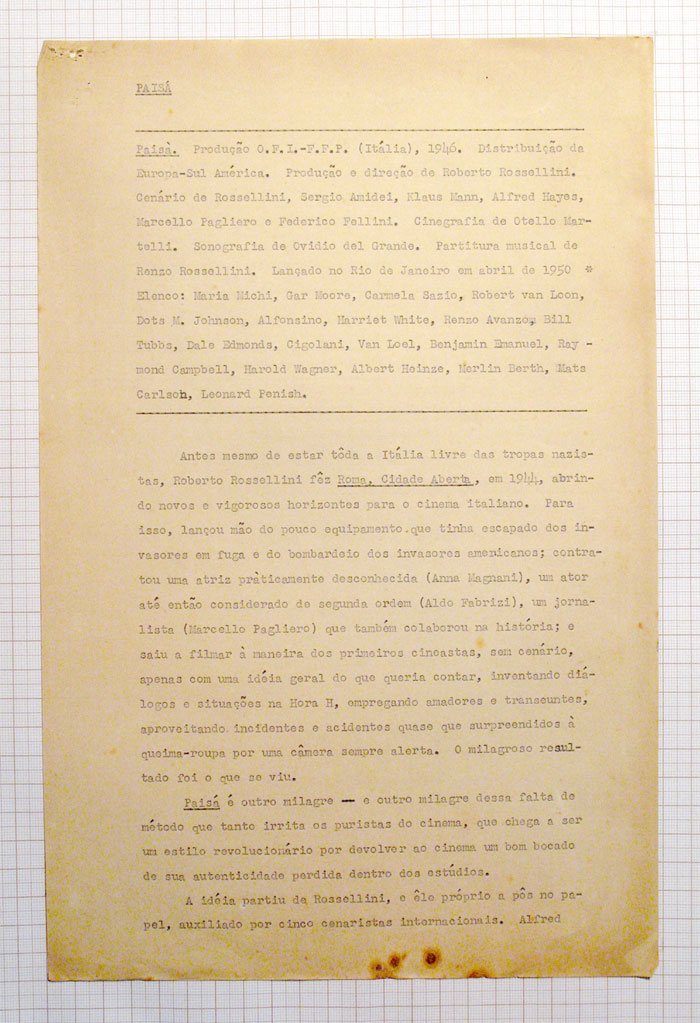 PAISÁ
Paisà. Produção O.F.I.-F.F.P. (Itália), 1946. Distribuição da
Europa-Sul América. Produção e direção de Roberto Rossellini.
Cenário de Rossellini, Sergio Amidei, Klaus Mann, Alfred Hayes,
Marcello Pagliero e Federico Fellini. Cinegrafia de Otello Mar-
telli. Sonografia de Ovidio del Grande. Partitura musical de
Renzo Rossellini. Lançado no Rio de Janeiro em abril de 1950 *
Elenco: Maria Michi, Gar Moore, Carmela Sazio, Robert van Loon,
Dots M. Johnson, Alfonsino, Harriet White, Renzo Avanzo, Bill
Tubbs, Dale Edmonds, Cigolani, Van Loel, Benjamin Emanuel, Ray -
mond Campbell, Harold Wagner, Albert Heinze, Merlin Berth, Mats
Carlson, Leonard Penish.
Antes mesmo de estar tôda a Itália livre das tropas nazis-
tas, Roberto Rossellini fêz Roma, Cidade Aberta, em 1944, abrin-
do novos e vigorosos horizontes para o cinema italiano. Para
isso, lançou mão do pouco equipamento que tinha escapado dos in-
vasores em fuga e do bombardeio dos invasores americanos; contra-
tou uma atriz pràticamente desconhecida (Anna Magnani), um ator
até então considerado de segunda ordem (Aldo Fabrizi), um jorna-
lista (Marcello Pagliero) que também colaborou na história; e
saiu a filmar à maneira dos primeiros cineastas, sem cenário,
apenas com uma idéia geral do que queria contar, inventando diá-
logos e situações na Hora H, empregando amadores e transeuntes,
aproveitando incidentes e acidentes quase que surpreendidos à
queima-roupa por uma câmera sempre alerta. O milagroso resul-
tado foi o que se viu.
Paisá é outro milagre — e outro milagre dessa falta de
método que tanto irrita os puristas do cinema, que chega a ser
um estilo revolucionário por devolver ao cinema um bom bocado
de sua autenticidade perdida dentro dos estúdios.
A idéia partiu de Rossellini, e êle próprio a pôs no pa-
pel, auxiliado por cinco cenaristas internacionais. Alfred